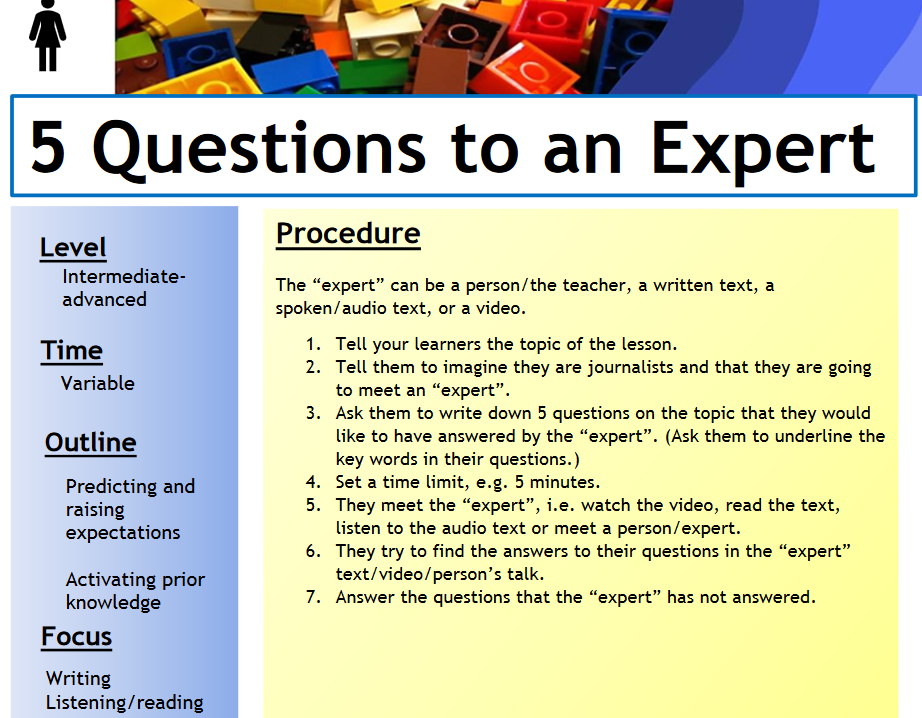 5 Questions to an Expert
Level
Intermediate-
advanced
Time
Variable
Outline
Predicting and
raising
expectations
Activating prior
knowledge
Focus
Writing
Listening/reading
Procedure
The “expert” can be a person/the teacher, a written text, a
spoken/audio text, or a video.
1. Tell your learners the topic of the lesson.
2. Tell them to imagine they are journalists and that they are going
to meet an “expert”.
3. Ask them to write down 5 questions on the topic that they would
like to have answered by the “expert”. (Ask them to underline the
key words in their questions.)
4. Set a time limit, e.g. 5 minutes.
5. They meet the “expert”, i.e. watch the video, read the text,
listen to the audio text or meet a person/expert.
6. They try to find the answers to their questions in the “expert”
text/video/person’s talk.
7. Answer the questions that the “expert” has not answered.